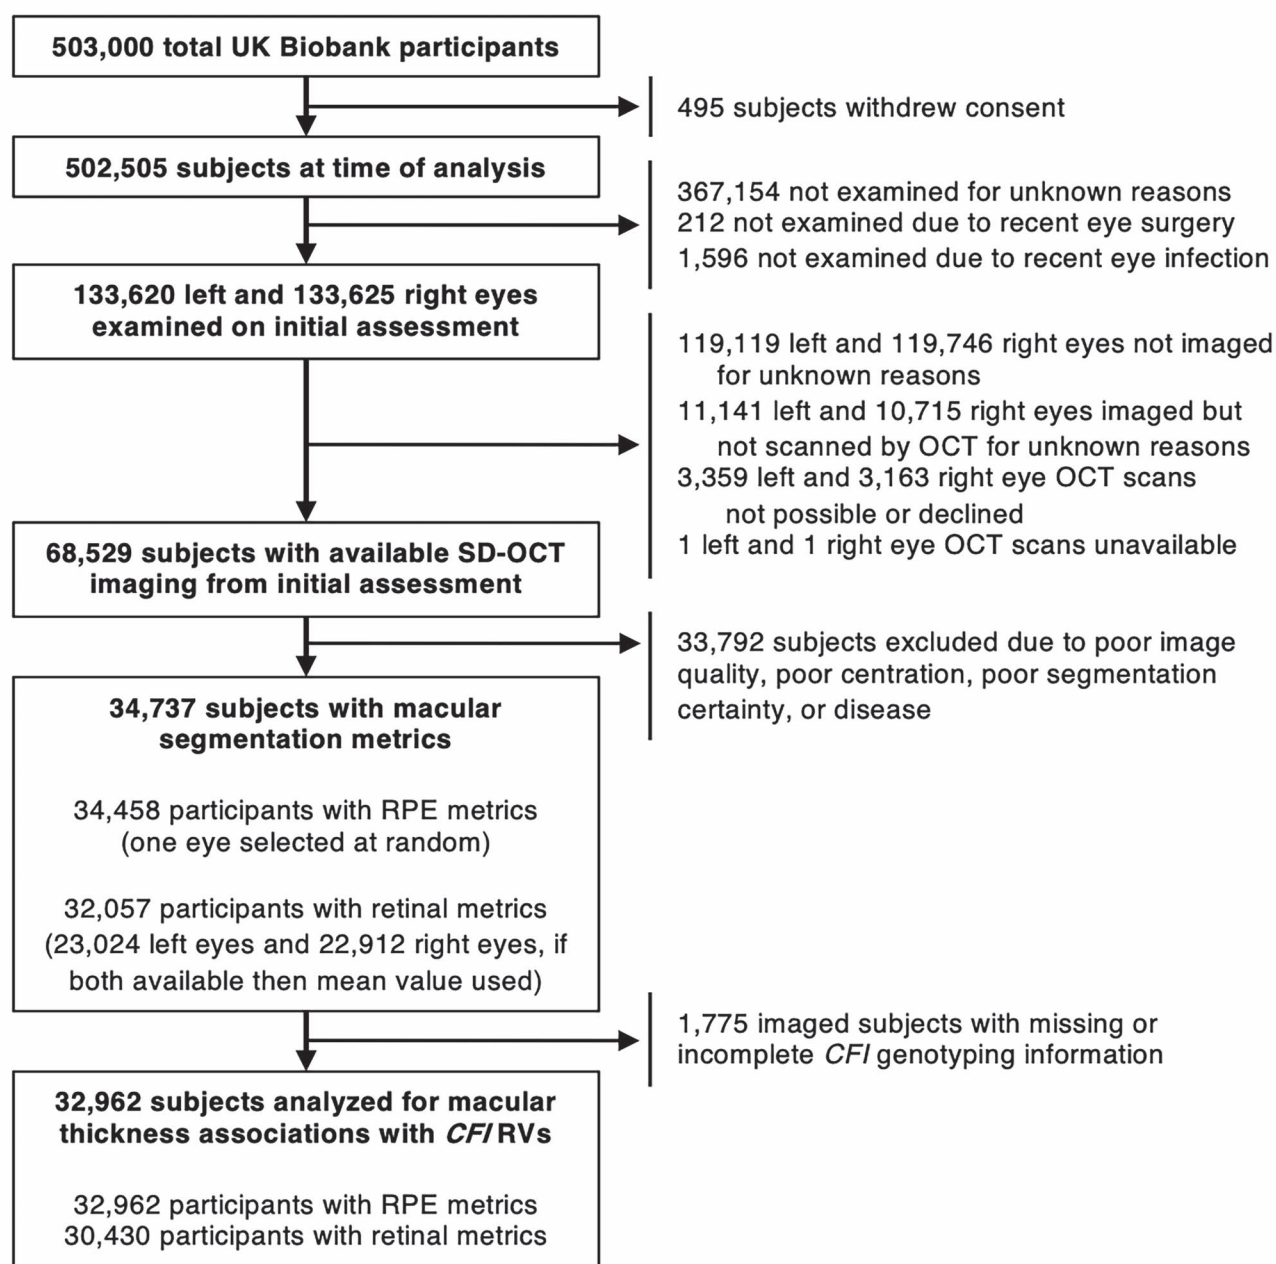 503,000 total UK Biobank participants
495 subjects withdrew consent
502,505 subjects at time of analysis
367,154 not examined for unknown reasons
212 not examined due to recent eye surgery
1,596 not examined due to recent eye infection
133,620 left and 133,625 right eyes
examined on initial assessment
119,119 left and 119,746 right eyes not imaged
for unknown reasons
11,141 left and 10,715 right eyes imaged but
not scanned by OCT for unknown reasons
3,359 left and 3,163 right eye OCT scans
not possible or declined
1 left and 1 right eye OCT scans unavailable
68,529 subjects with available SD-OCT
imaging from initial assessment
33,792 subjects excluded due to poor image
quality, poor centration, poor segmentation
certainty, or disease
34,737 subjects with macular
segmentation metrics
34,458 participants with RPE metrics
(one eye selected at random)
32,057 participants with retinal metrics
(23,024 left eyes and 22,912 right eyes, if
both available then mean value used)
1,775 imaged subjects with missing or
incomplete CFI genotyping information
32,962 subjects analyzed for macular
thickness associations with CFI RVs
32,962 participants with RPE metrics
30,430 participants with retinal metrics